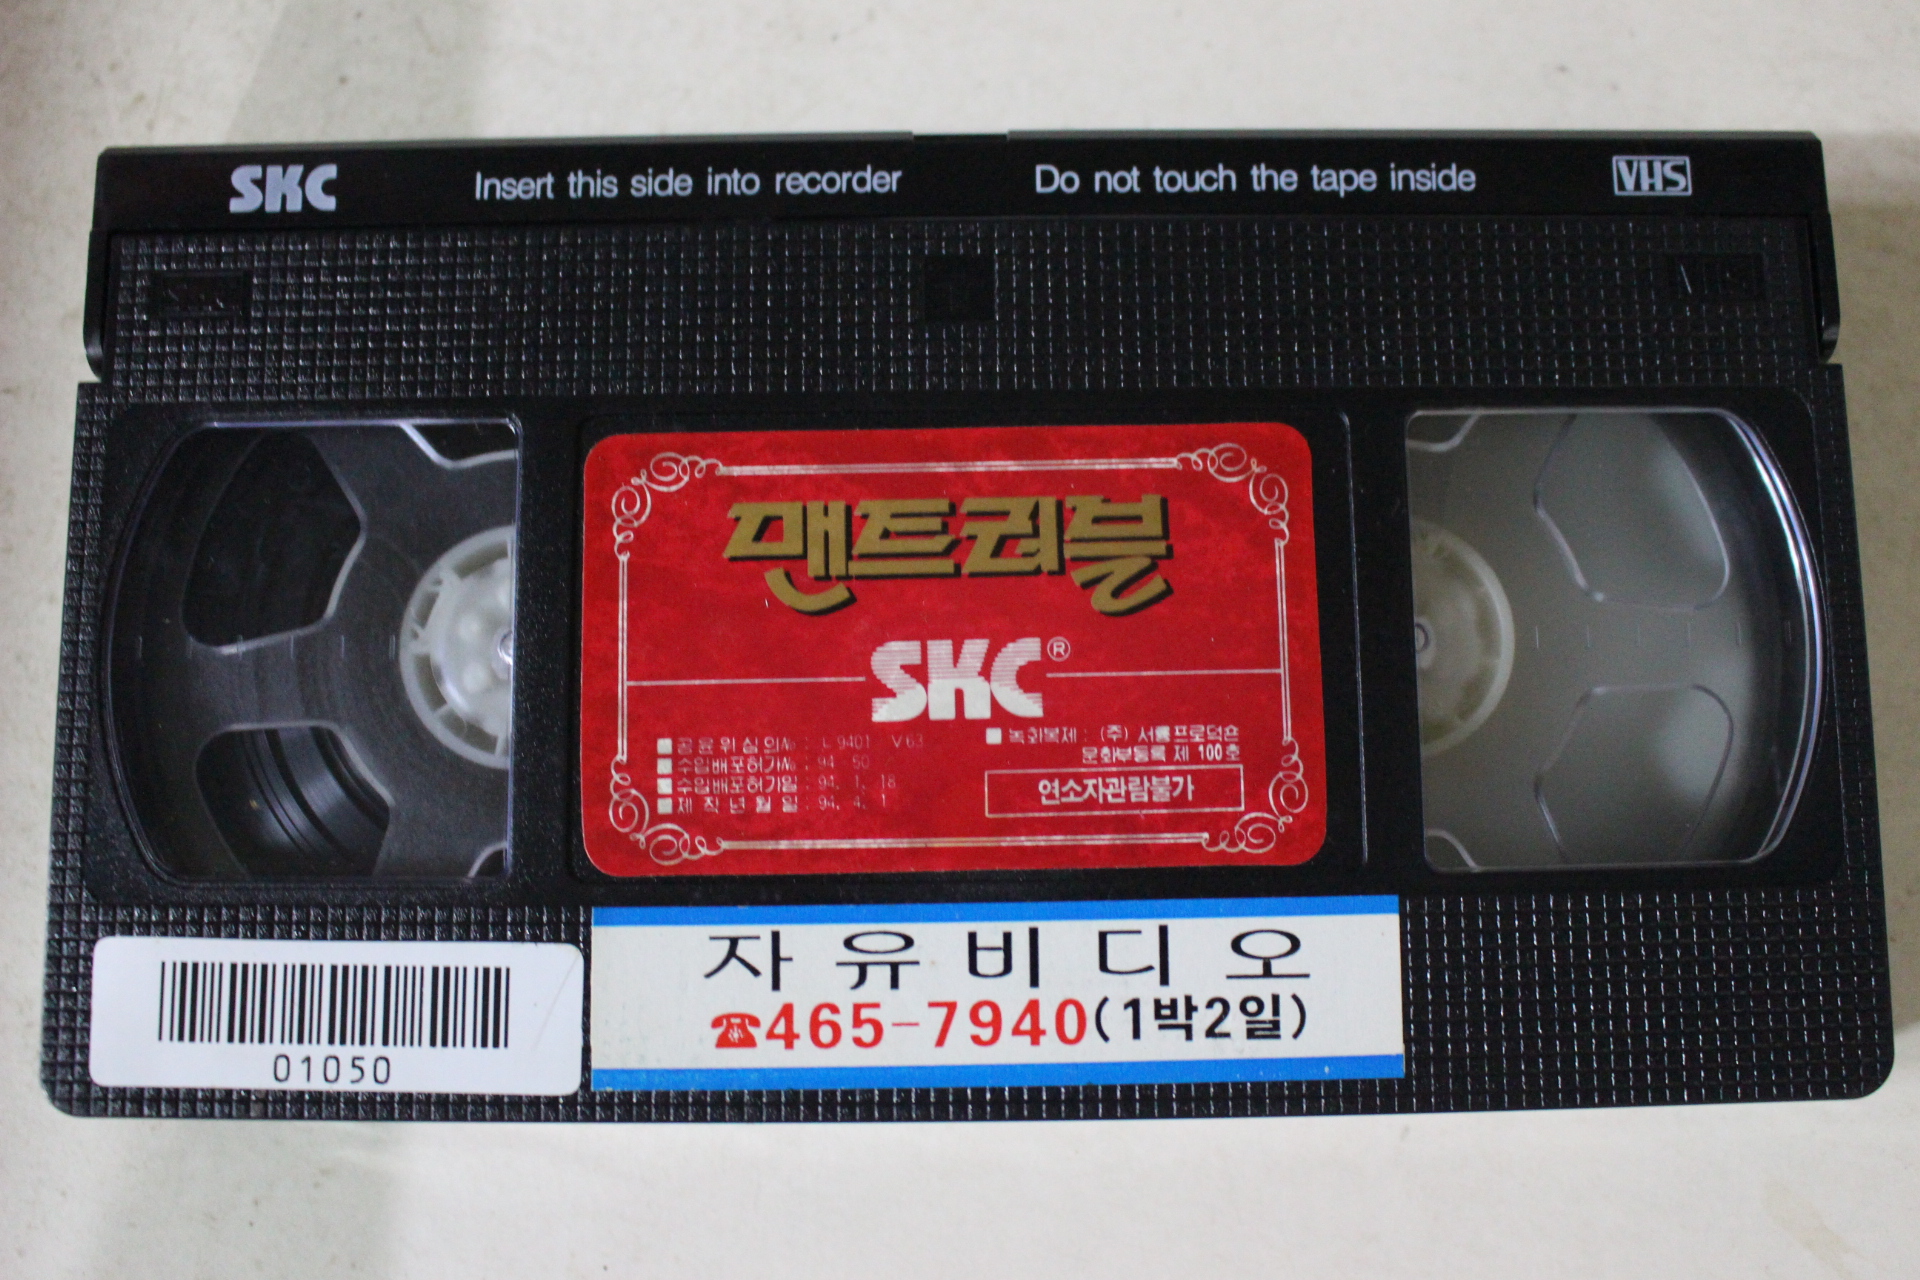 SKC Insert this side into recorder Do not touch the tape inside VHS
맨트러블
SKC®
공윤위심의№ : 9401 V63
수입배포허가№ : 94 50
수입배포허가일 : 94. 1. 18
제작년월일 : 94. 4. 1
녹화복제 : (주) 서룡프로덕숀
문화부등록 제 100호
연소자관람불가
자유비디오
☎465-7940(1박2일)
01050